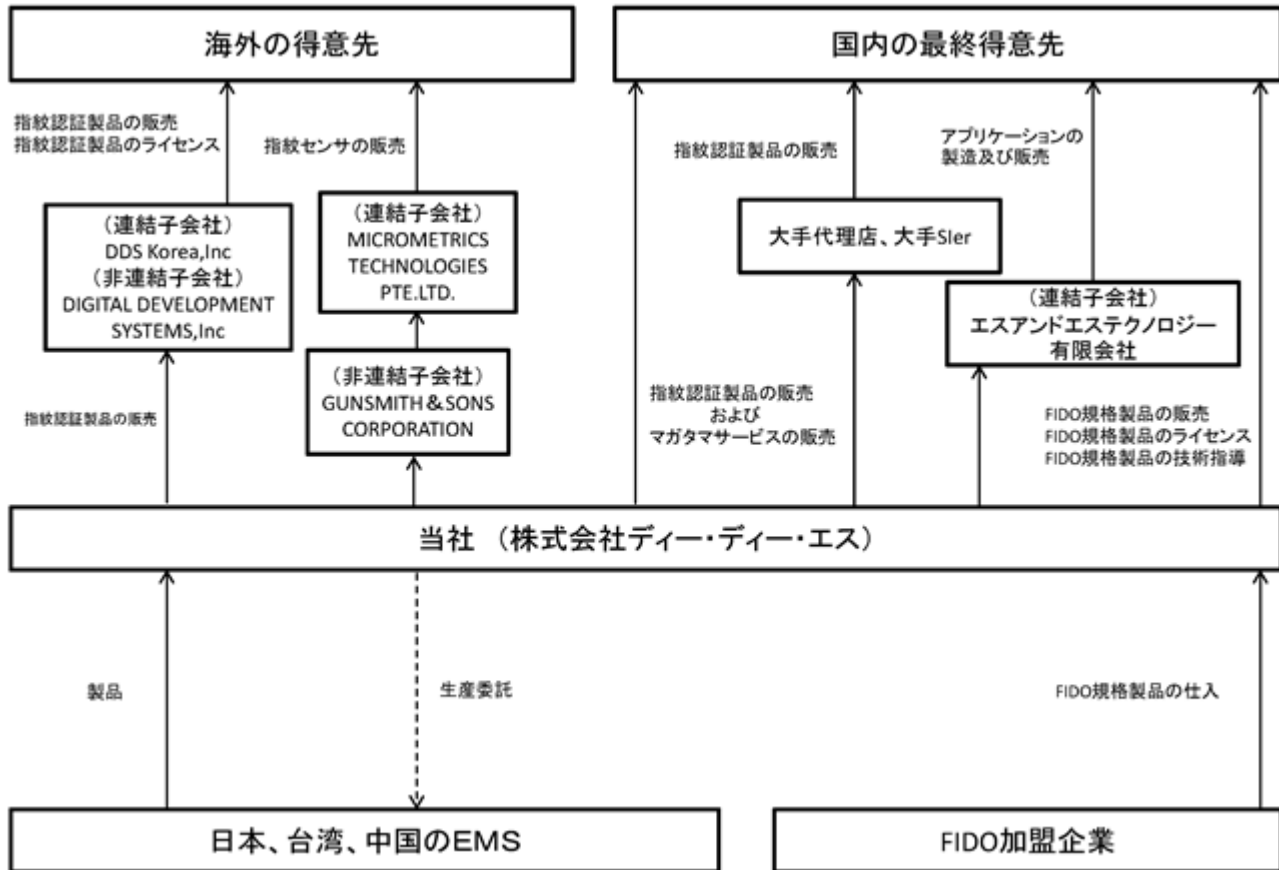 海外の得意先
国内の最終得意先
指紋認証製品の販売
指紋認証製品のライセンス
指紋センサの販売
指紋認証製品の販売
アプリケーションの
製造及び販売
(連結子会社)
DDS Korea,Inc
(非連結子会社)
DIGITAL DEVELOPMENT
SYSTEMS,Inc
(連結子会社)
MICROMETRICS
TECHNOLOGIES
PTE.LTD.
大手代理店、大手SIer
(連結子会社)
エスアンドエステクノロジー
有限会社
(非連結子会社)
GUNSMITH&SONS
CORPORATION
指紋認証製品の販売
指紋認証製品の販売
および
マガタマサービスの販売
FIDO規格製品の販売
FIDO規格製品のライセンス
FIDO規格製品の技術指導
当社 (株式会社ディー・ディー・エス)
製品
生産委託
FIDO規格製品の仕入
日本、台湾、中国のEMS
FIDO加盟企業